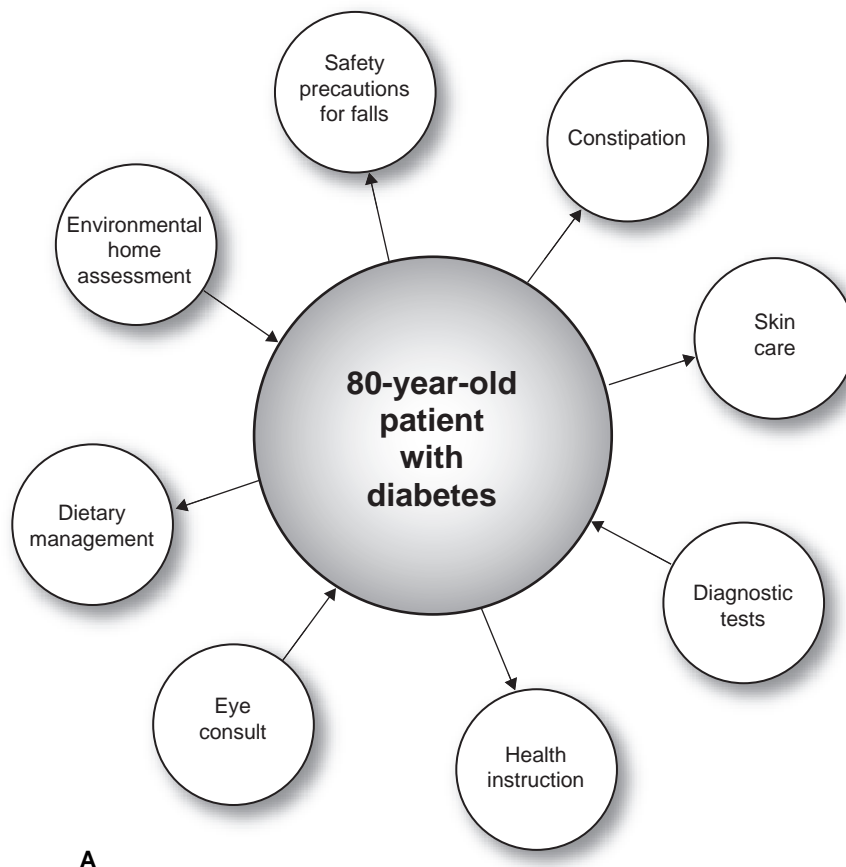 Safety
precautions
for falls
Constipation
Environmental
home
assessment
Skin
care
80-year-old
patient
with
diabetes
Dietary
management
Diagnostic
tests
Eye
consult
Health
instruction
A